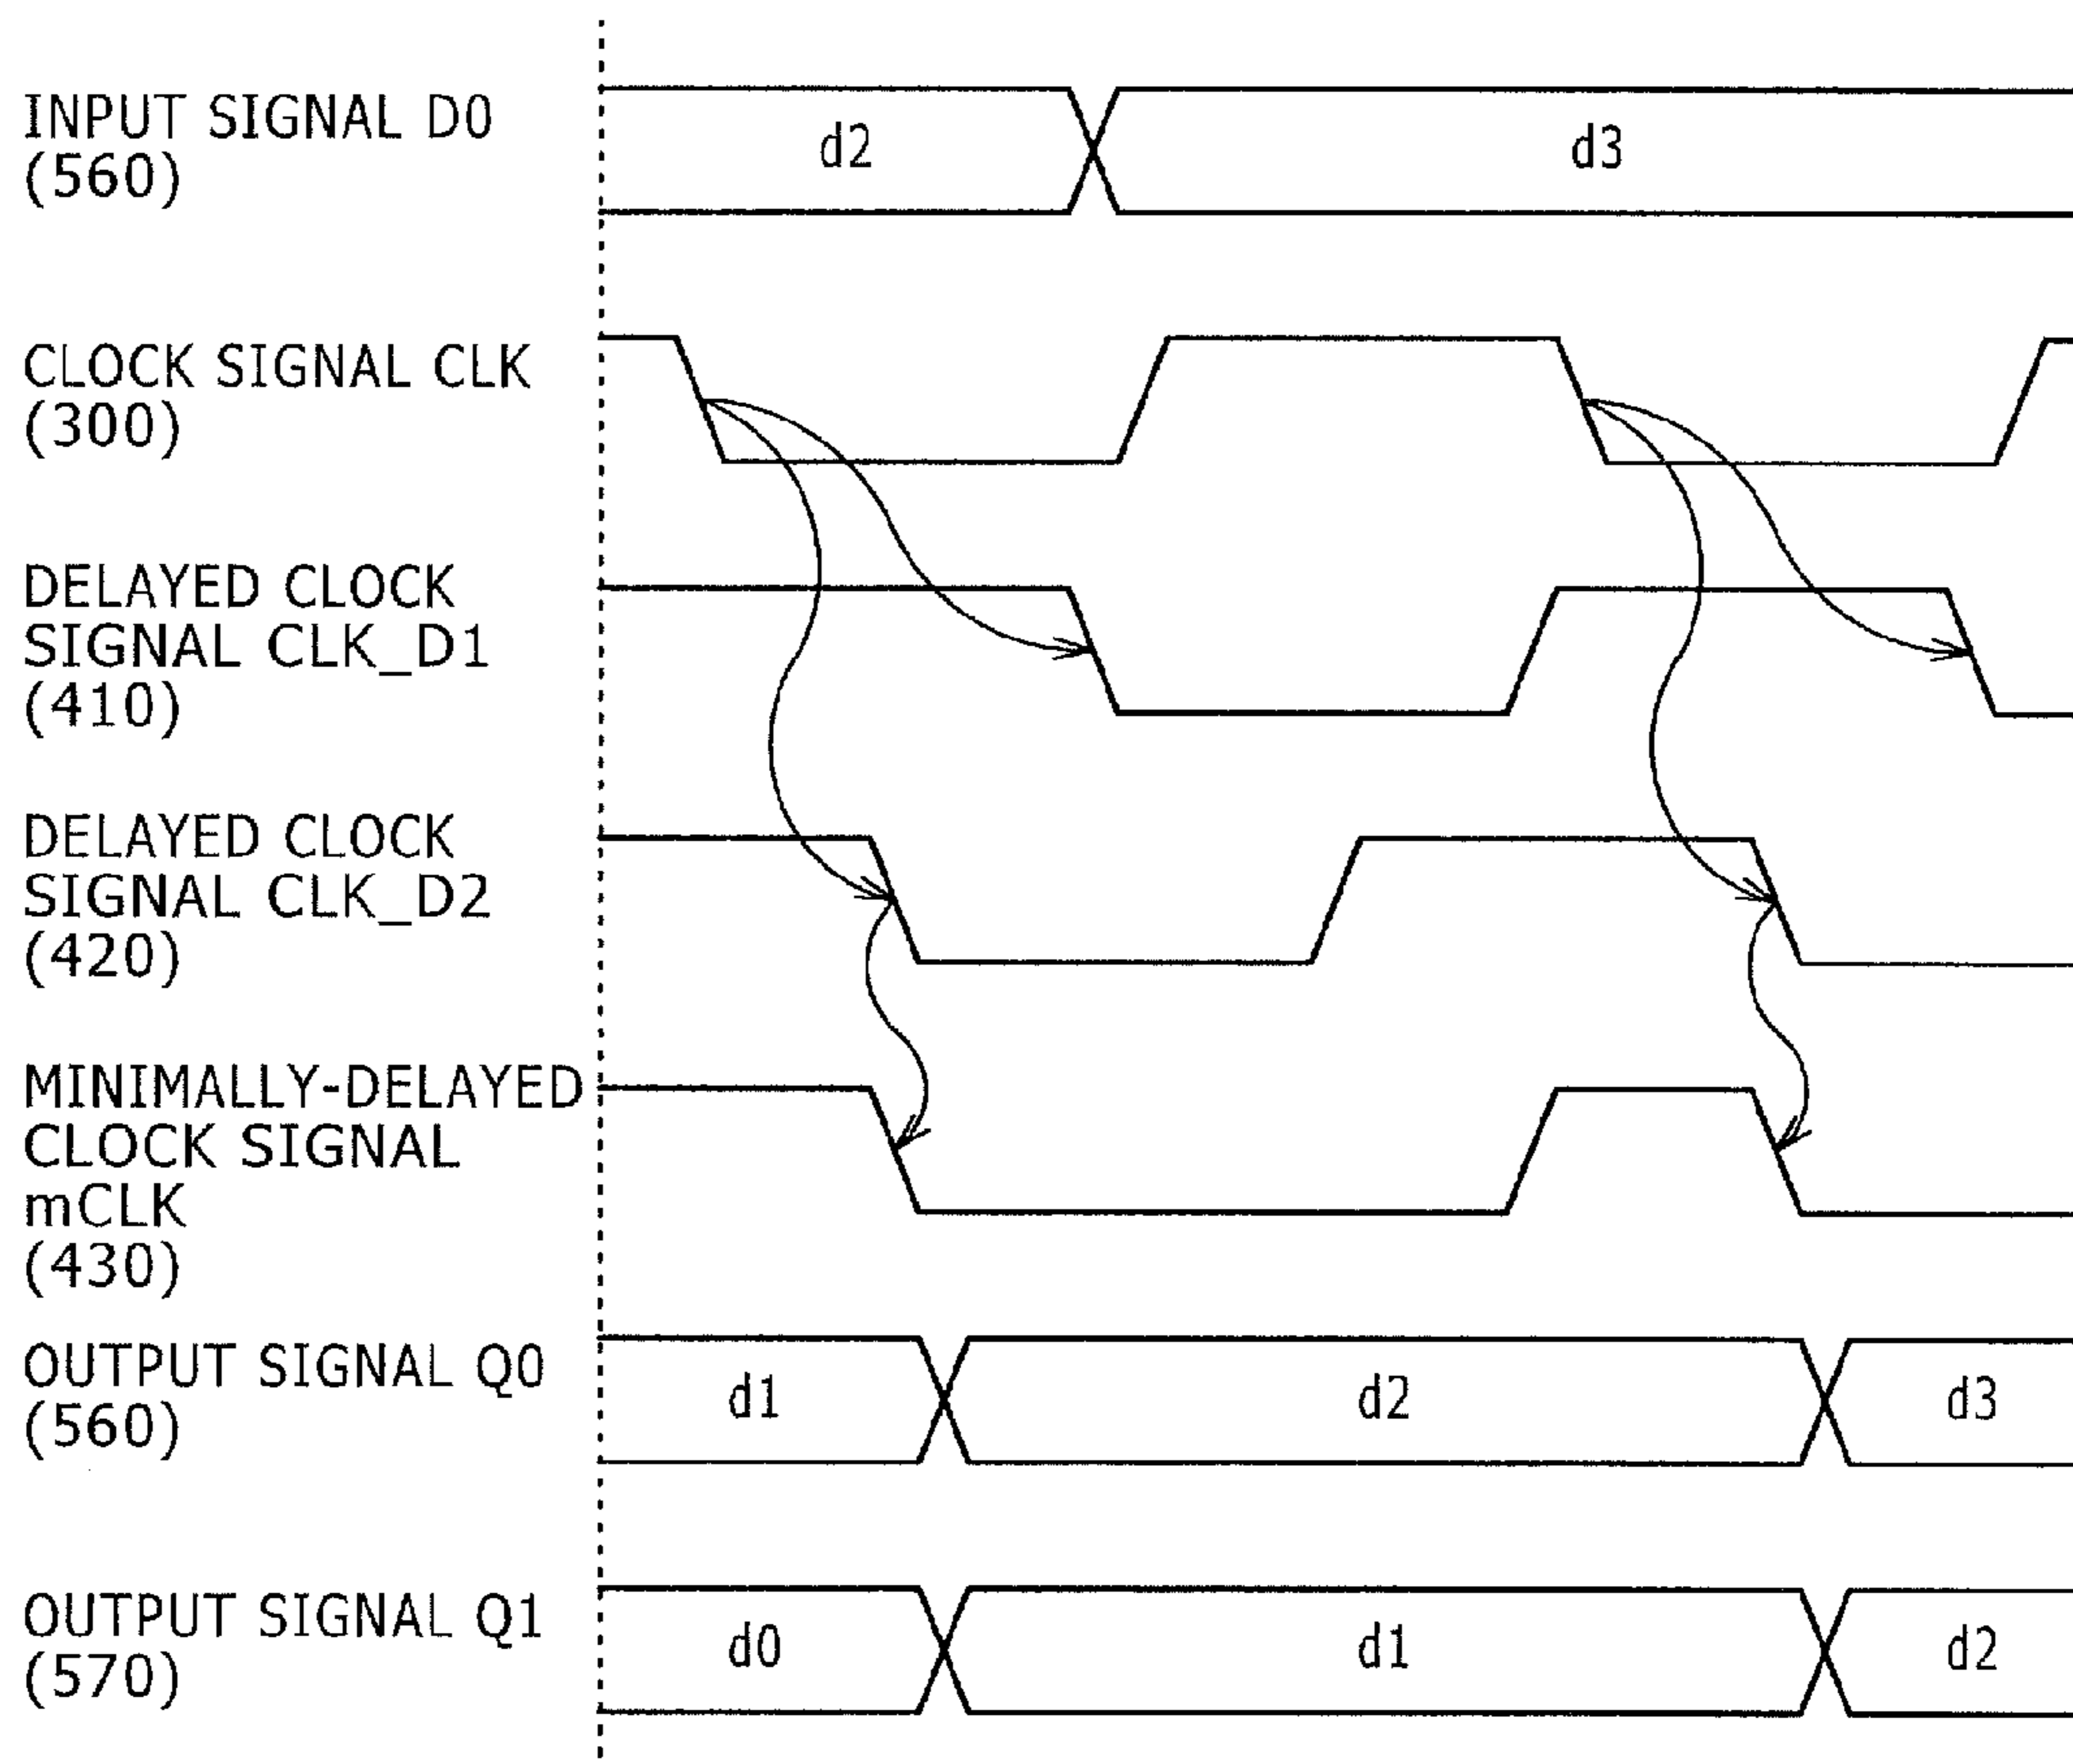 INPUT SIGNAL D0
(560)
d2
d3
CLOCK SIGNAL CLK
(300)
DELAYED CLOCK
SIGNAL CLK_D1
(410)
DELAYED CLOCK
SIGNAL CLK_D2
(420)
MINIMALLY-DELAYED
CLOCK SIGNAL
mCLK
(430)
OUTPUT SIGNAL Q0
(560)
d1
d2
d3
OUTPUT SIGNAL Q1
(570)
d0
d1
d2